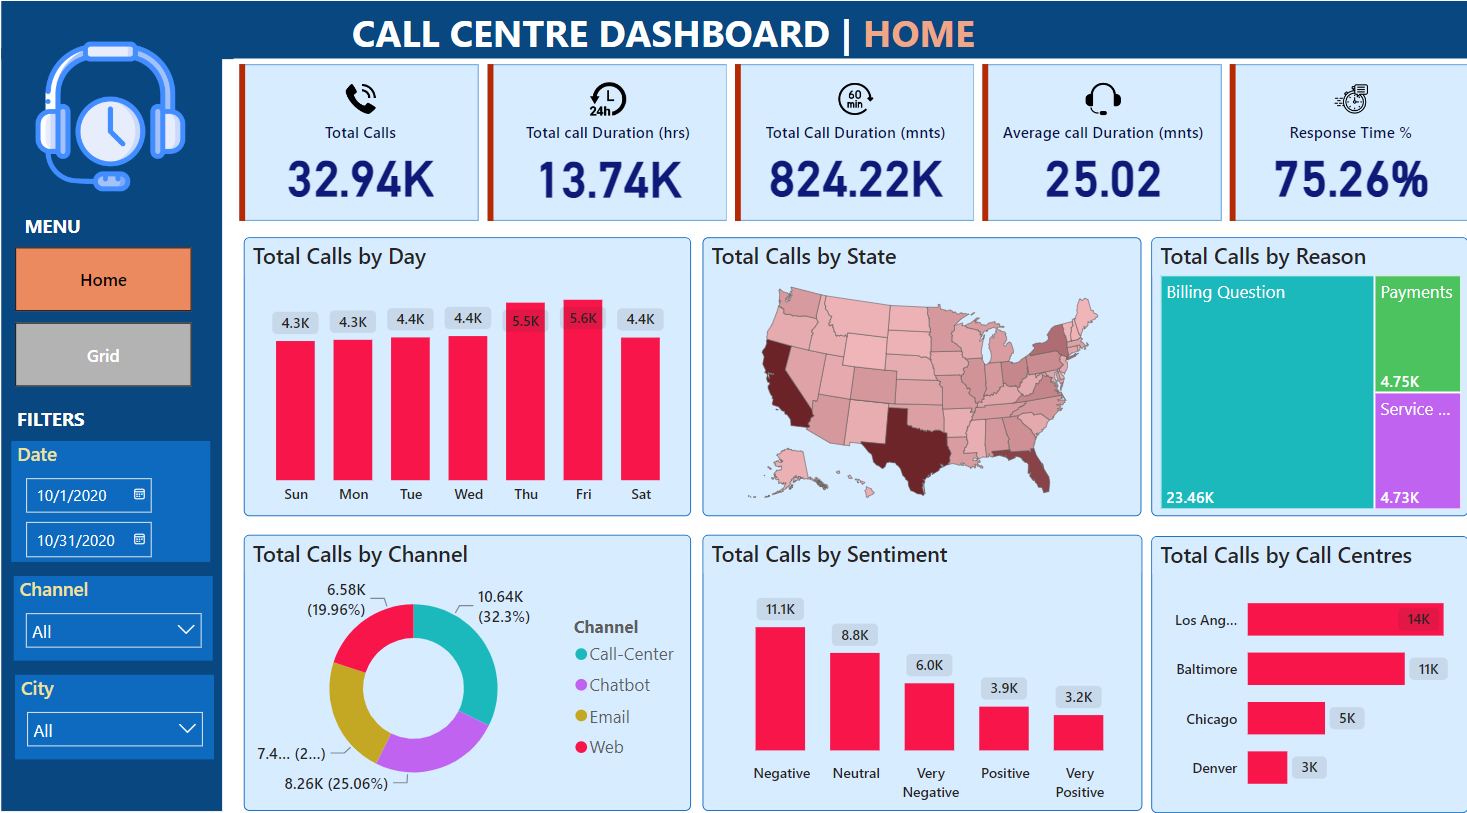 CALL CENTRE DASHBOARD | HOME
24h
60
min
Total Calls
32.94K
Total call Duration (hrs)
13.74K
Total Call Duration (mnts)
824.22K
Average call Duration (mnts)
25.02
Response Time %
75.26%
MENU
Home
Grid
FILTERS
Date
10/1/2020
10/31/2020
Channel
All
City
All
Total Calls by Day
4.3K
4.3K
4.4K
4.4K
5.5K
5.6K
4.4K
Sun
Mon
Tue
Wed
Thu
Fri
Sat
Total Calls by State
Total Calls by Reason
Billing Question
23.46K
Payments
4.75K
Service ...
4.73K
Total Calls by Channel
6.58K
(19.96%)
10.64K
(32.3%)
7.4... (2...)
8.26K (25.06%)
Channel
Call-Center
Chatbot
Email
Web
Total Calls by Sentiment
11.1K
8.8K
6.0K
3.9K
3.2K
Negative
Neutral
Very
Negative
Positive
Very
Positive
Total Calls by Call Centres
Los Ang...
14K
Baltimore
11K
Chicago
5K
Denver
3K